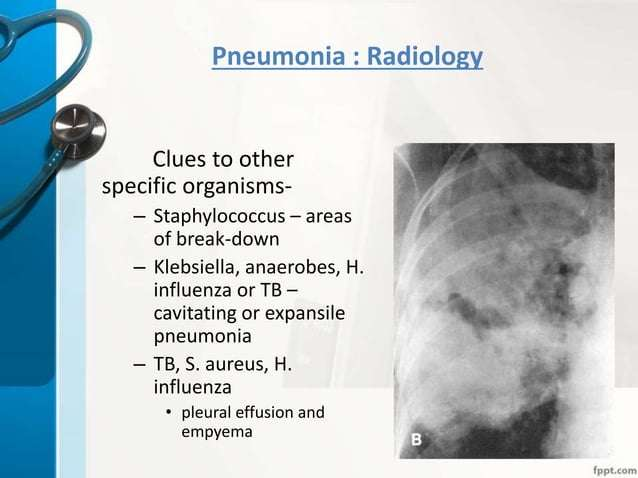 Pneumonia : Radiology
Clues to other
specific organisms-
– Staphylococcus – areas
of break-down
– Klebsiella, anaerobes, H.
influenza or TB –
cavitating or expansile
pneumonia
– TB, S. aureus, H.
influenza
• pleural effusion and
empyema
B
fppt.com